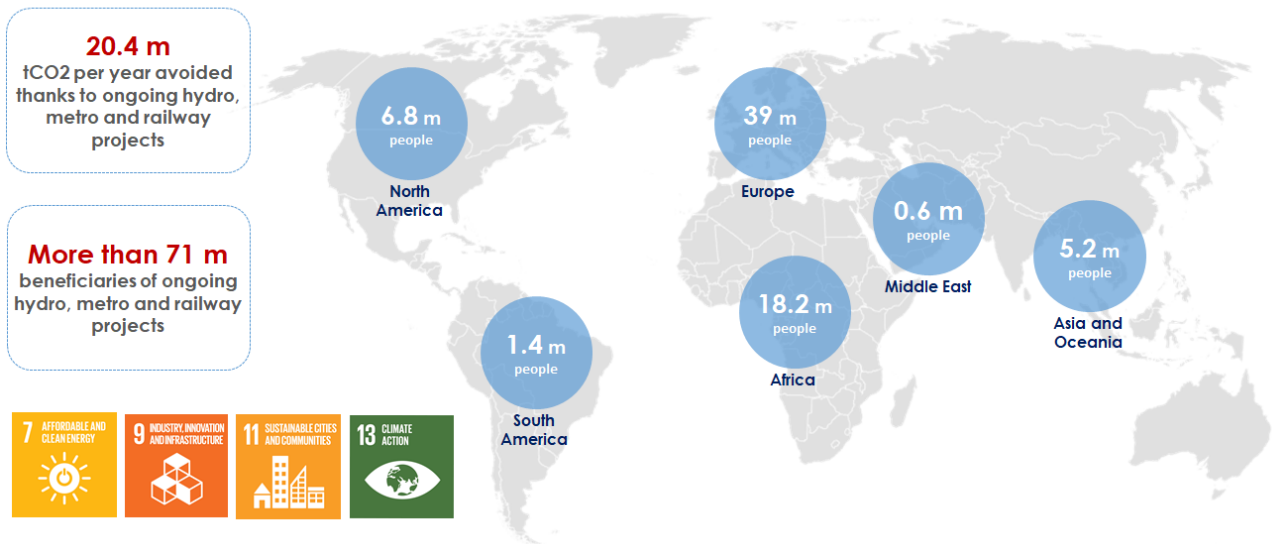 20.4 m
tCO2 per year avoided
thanks to ongoing hydro,
metro and railway
projects
More than 71 m
beneficiaries of ongoing
hydro, metro and railway
projects
6.8 m
people
North
America
39 m
people
Europe
0.6 m
people
Middle East
5.2 m
people
Asia and
Oceania
18.2 m
people
Africa
1.4 m
people
South
America
7 AFFORDABLE AND
CLEAN ENERGY
9 INDUSTRY, INNOVATION
AND INFRASTRUCTURE
11 SUSTAINABLE CITIES
AND COMMUNITIES
13 CLIMATE
ACTION